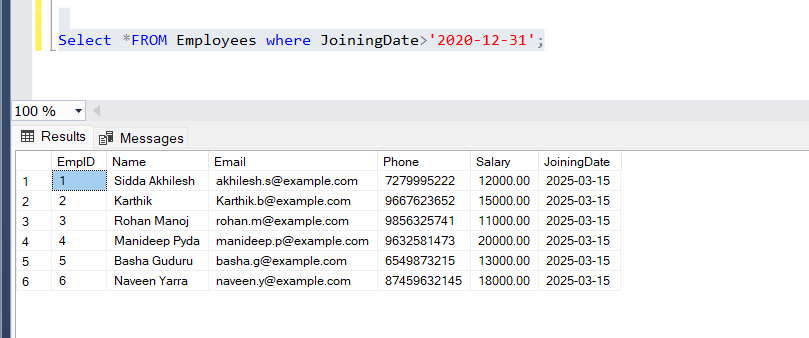 Select *FROM Employees where JoiningDate>'2020-12-31';
100 %
Results Messages
EmpID Name Email Phone Salary JoiningDate
1 1 Sidda Akhilesh akhilesh.s@example.com 7279995222 12000.00 2025-03-15
2 2 Karthik Karthik.b@example.com 9667623652 15000.00 2025-03-15
3 3 Rohan Manoj rohan.m@example.com 9856325741 11000.00 2025-03-15
4 4 Manideep Pyda manideep.p@example.com 9632581473 20000.00 2025-03-15
5 5 Basha Guduru basha.g@example.com 6549873215 13000.00 2025-03-15
6 6 Naveen Yarra naveen.y@example.com 87459632145 18000.00 2025-03-15